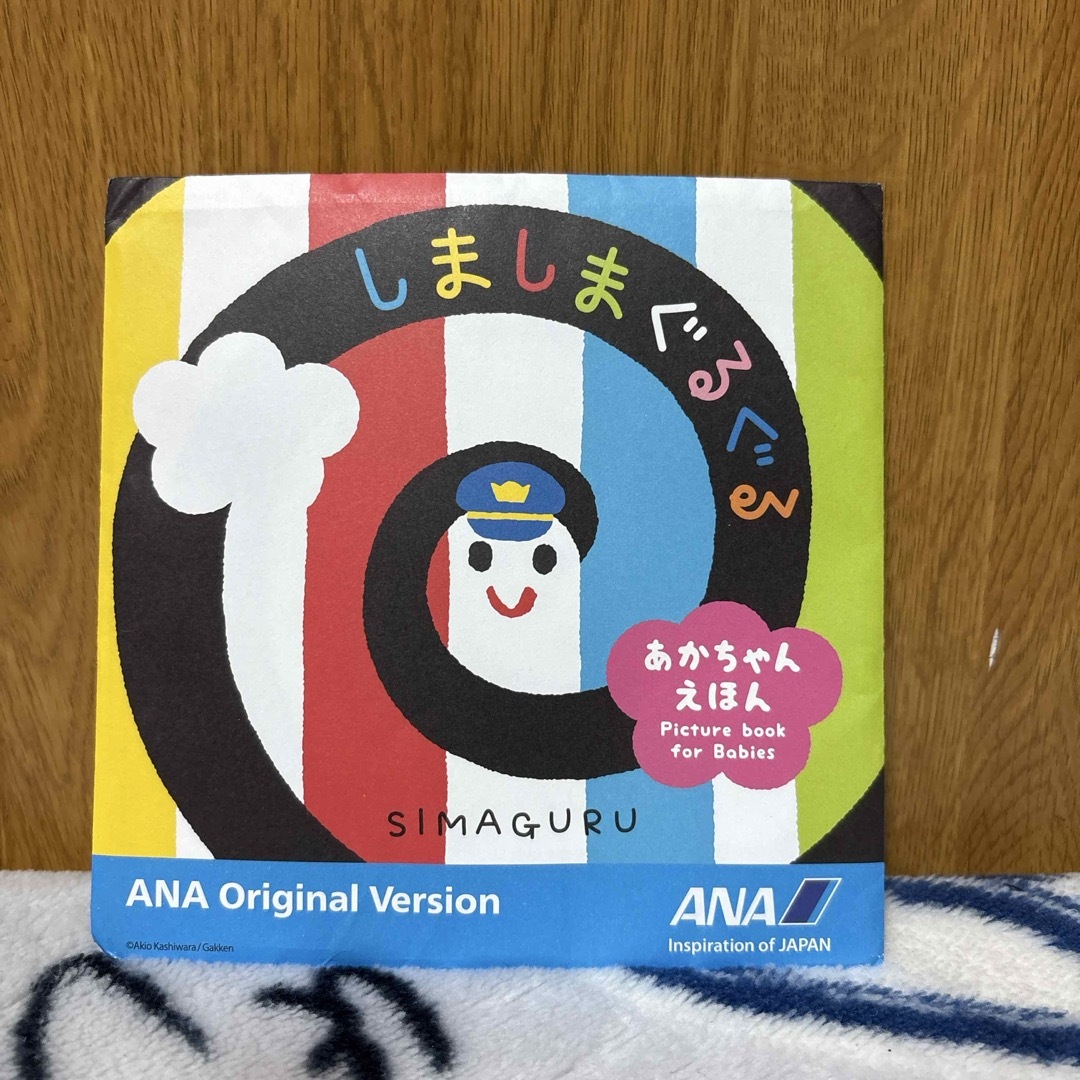 しましまぐるぐる
あかちゃん
えほん
Picture book
for Babies
SIMAGURU
ANA Original Version
ANA
Inspiration of JAPAN
©Akio Kashiwara / Gakken